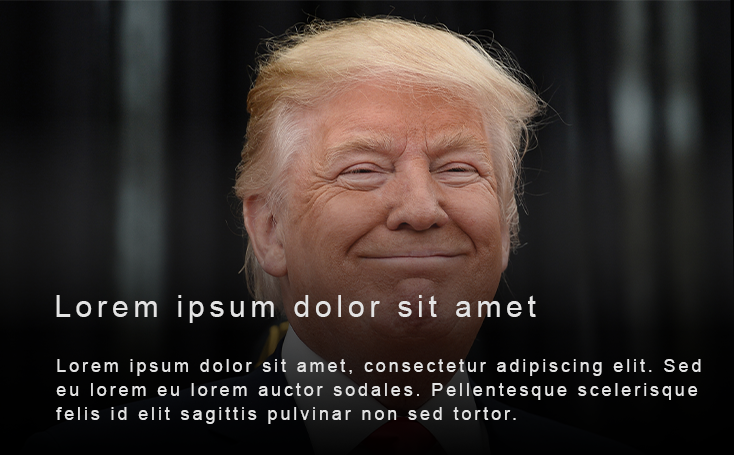 Lorem ipsum dolor sit amet
Lorem ipsum dolor sit amet, consectetur adipiscing elit. Sed
eu lorem eu lorem auctor sodales. Pellentesque scelerisque
felis id elit sagittis pulvinar non sed tortor.